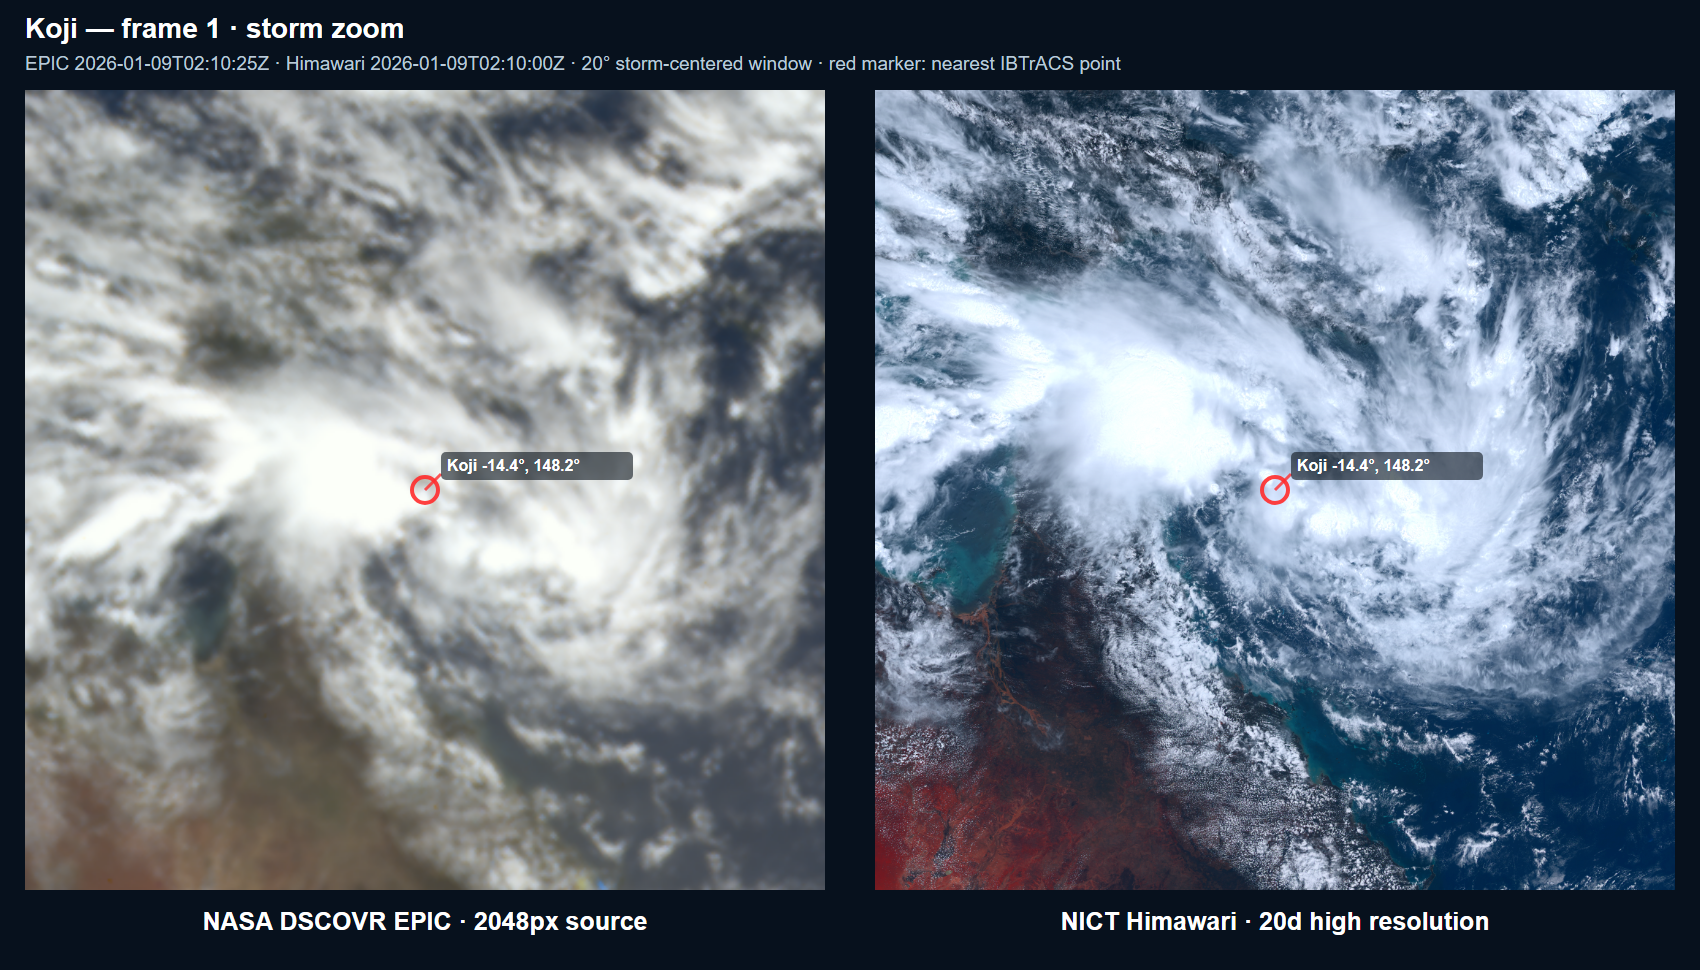 Koji — frame 1 · storm zoom
EPIC 2026-01-09T02:10:25Z · Himawari 2026-01-09T02:10:00Z · 20° storm-centered window · red marker: nearest IBTrACS point
Koji -14.4°, 148.2°
Koji -14.4°, 148.2°
NASA DSCOVR EPIC · 2048px source
NICT Himawari · 20d high resolution